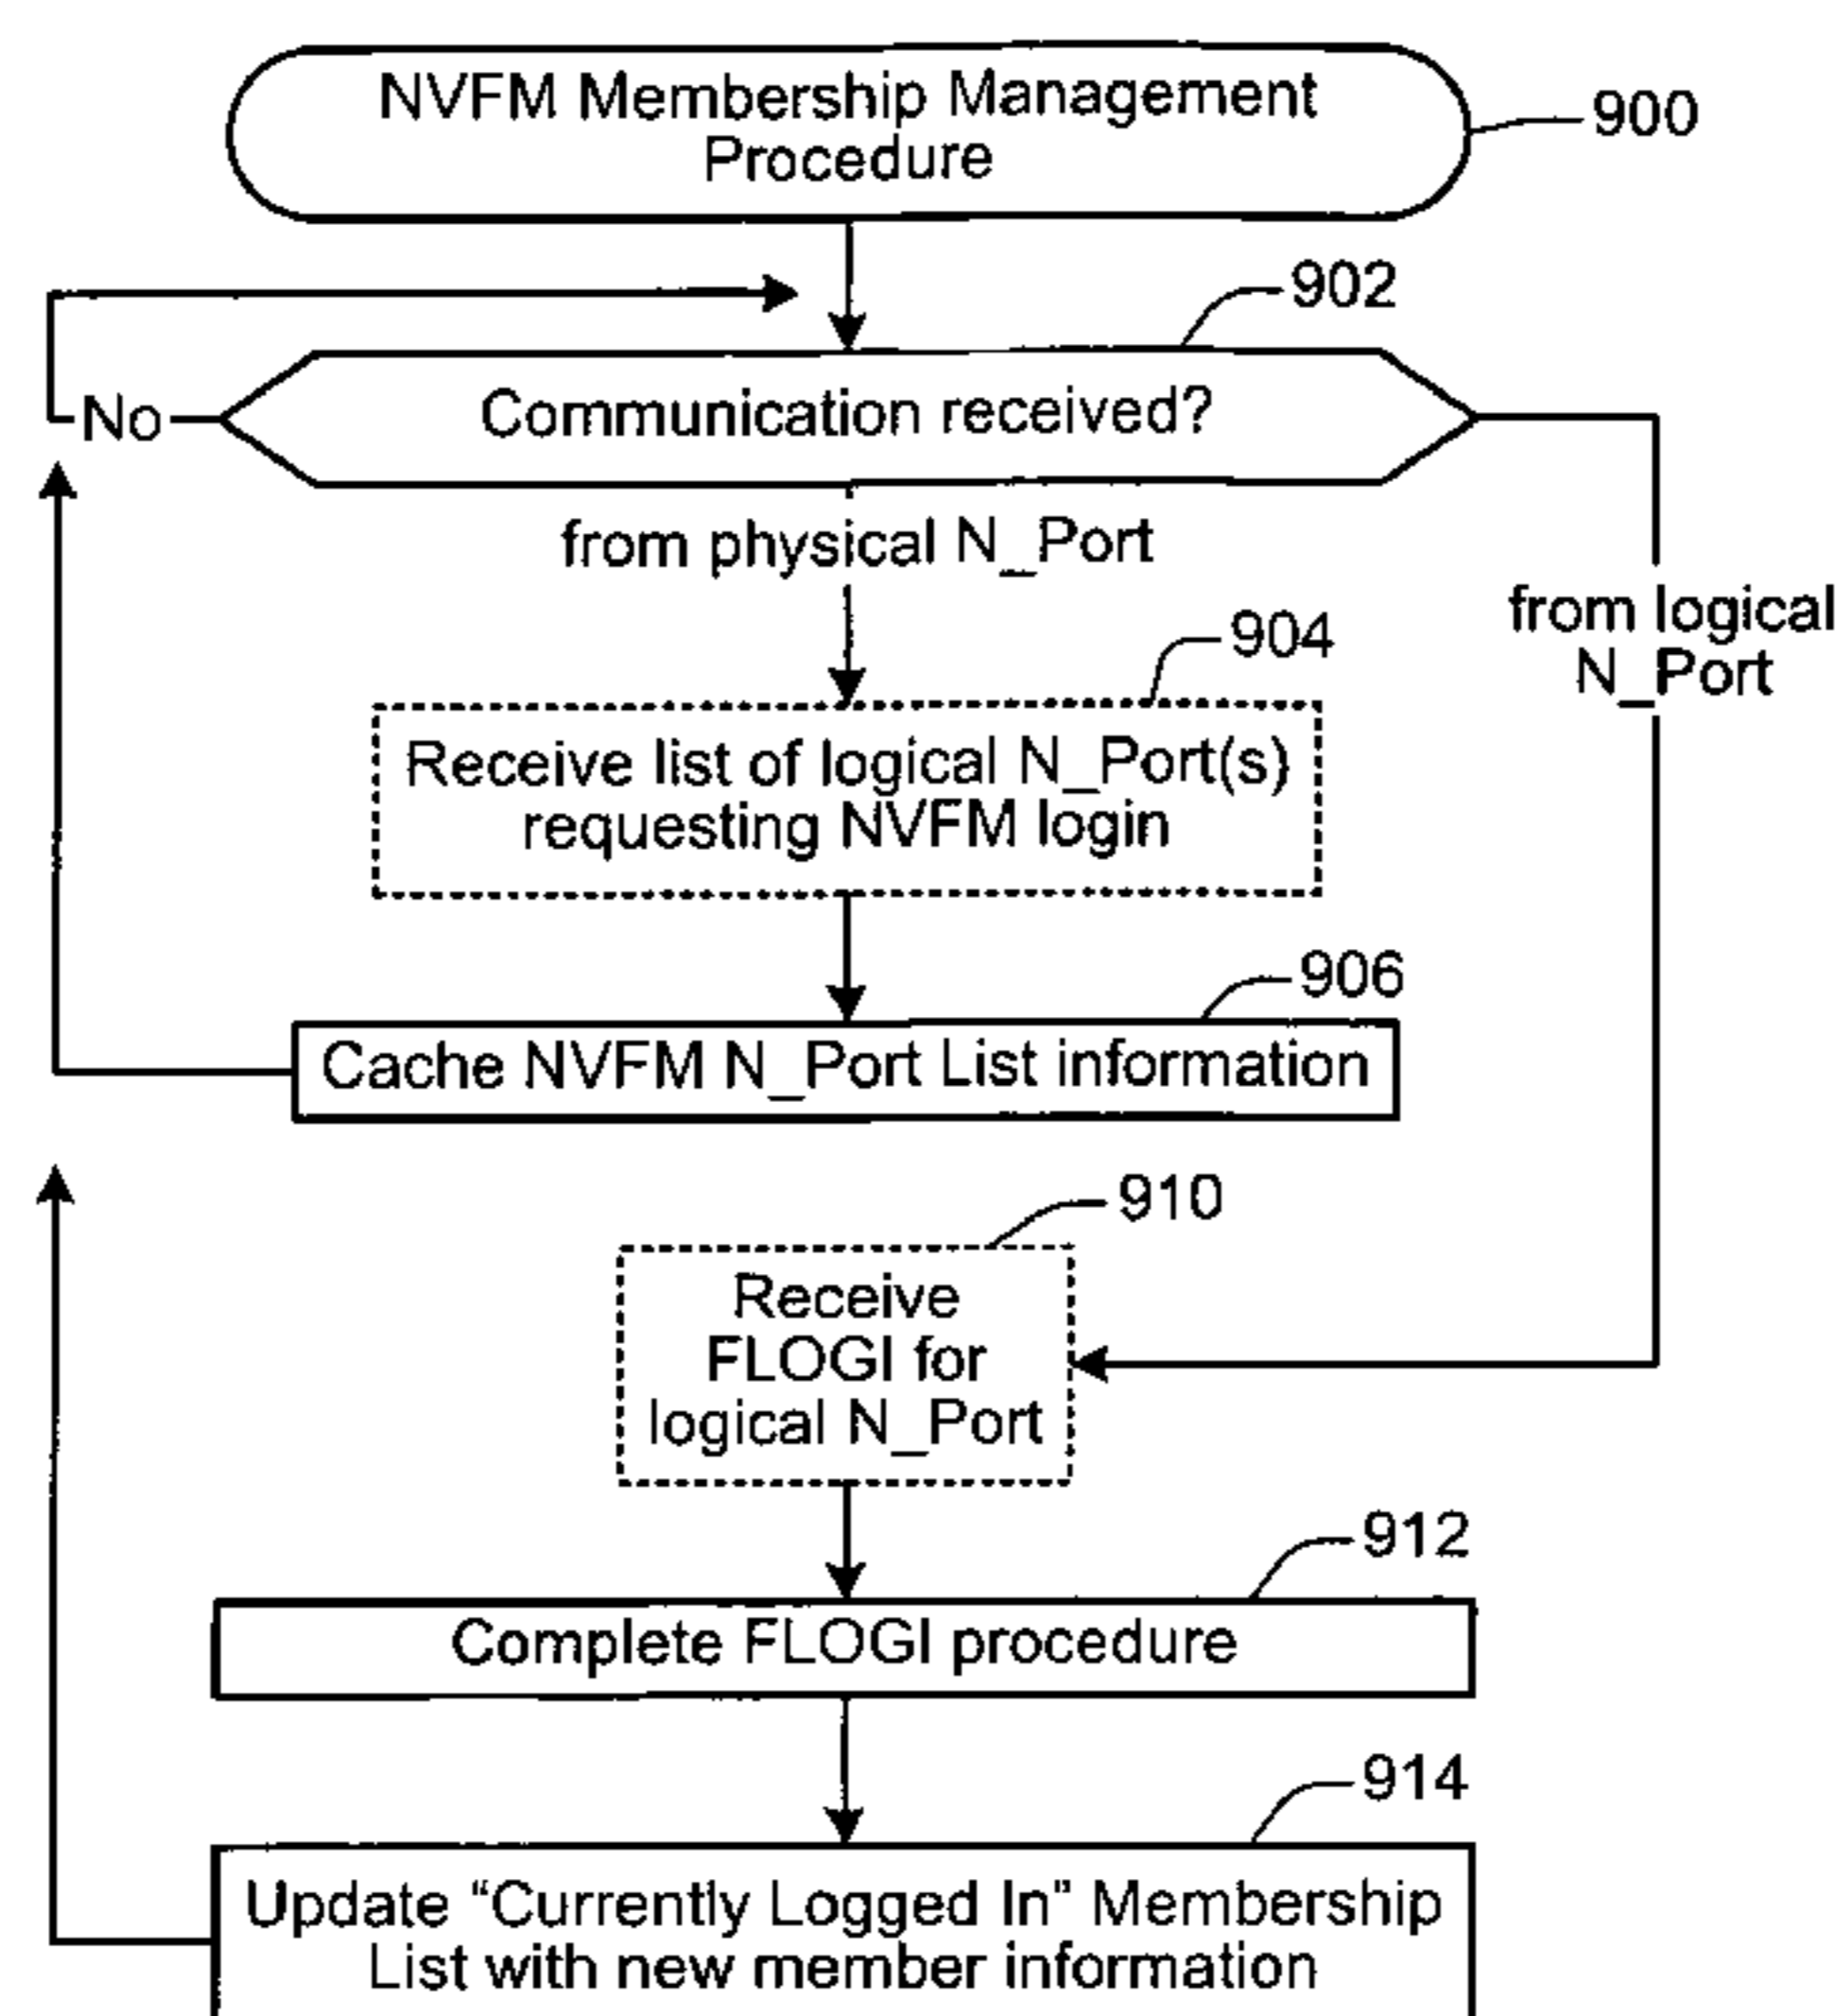 NVFM Membership Management
Procedure
900
902
Communication received?
No
from physical N_Port
from logical
N_Port
904
Receive list of logical N_Port(s)
requesting NVFM login
906
Cache NVFM N_Port List information
910
Receive
FLOGI for
logical N_Port
912
Complete FLOGI procedure
914
Update “Currently Logged In” Membership
List with new member information